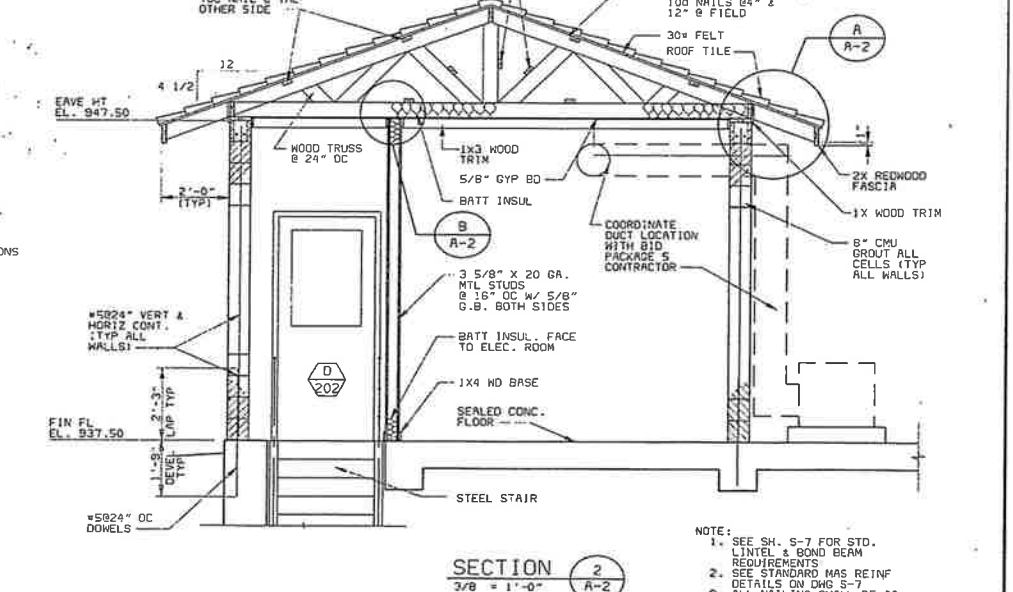 OTHER SIDE
12" @ FIELD
30# FELT
ROOF TILE
A
A-2
12
4 1/2
EAVE HT
EL. 947.50
WOOD TRUSS
@ 24" OC
1X3 WOOD
TRIM
5/8" GYP BD
BATT INSUL
1"
2X REDWOOD
FASCIA
1X WOOD TRIM
2'-0"
(TYP)
B
A-2
COORDINATE
DUCT LOCATION
WITH BID
PACKAGE 5
CONTRACTOR
8" CMU
GROUT ALL
CELLS (TYP
ALL WALLS)
ONS
3 5/8" X 20 GA.
MTL STUDS
@ 16" OC W/ 5/8"
G.B. BOTH SIDES
#5@24" VERT &
HORIZ CONT.
(TYP ALL
WALLS)
BATT INSUL. FACE
TO ELEC. ROOM
D
202
1X4 WD BASE
2'-3"
LAP TYP
SEALED CONC.
FLOOR
FIN FL
EL. 937.50
1'-9"
DEVEL
TYP
STEEL STAIR
#5@24" OC
DOWELS
NOTE:
1. SEE SH. S-7 FOR STD.
LINTEL & BOND BEAM
REQUIREMENTS
2. SEE STANDARD MAS REINF
DETAILS ON DWG S-7
SECTION
3/8 = 1'-0"
2
A-2